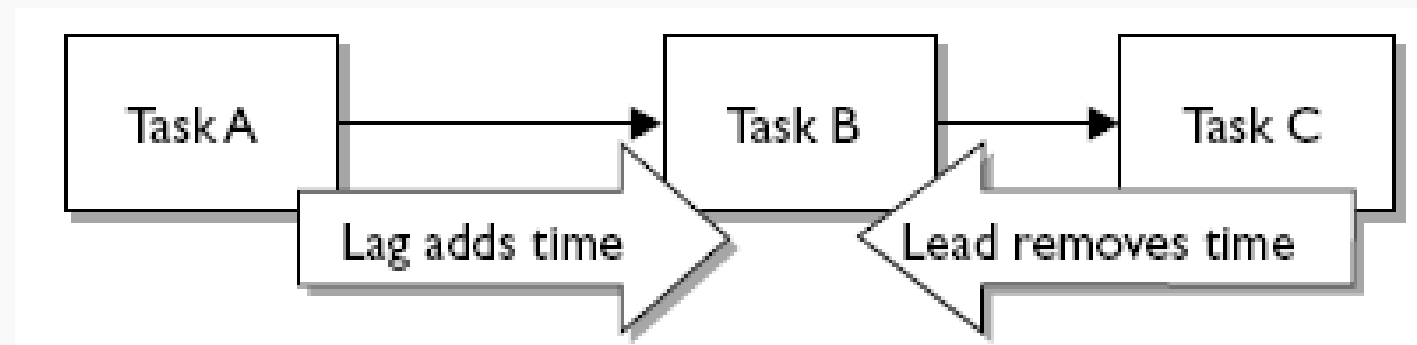 Task A
Task B
Task C
Lag adds time
Lead removes time